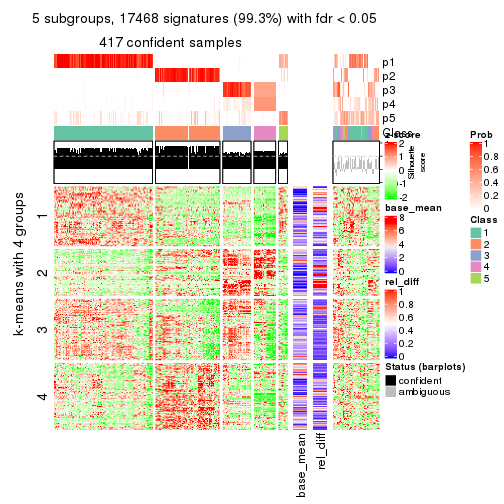 5 subgroups, 17468 signatures (99.3%) with fdr < 0.05
417 confident samples
p1
p2
p3
p4
p5
Class
Silhouette
score
k-means with 4 groups
1
2
3
4
base_mean
rel_diff
z-score
2
1
0
-1
-2
base_mean
8
6
4
2
0
rel_diff
1
0.8
0.6
0.4
0.2
0
Status (barplots)
confident
ambiguous
Prob
1
0.8
0.6
0.4
0.2
0
Class
1
2
3
4
5